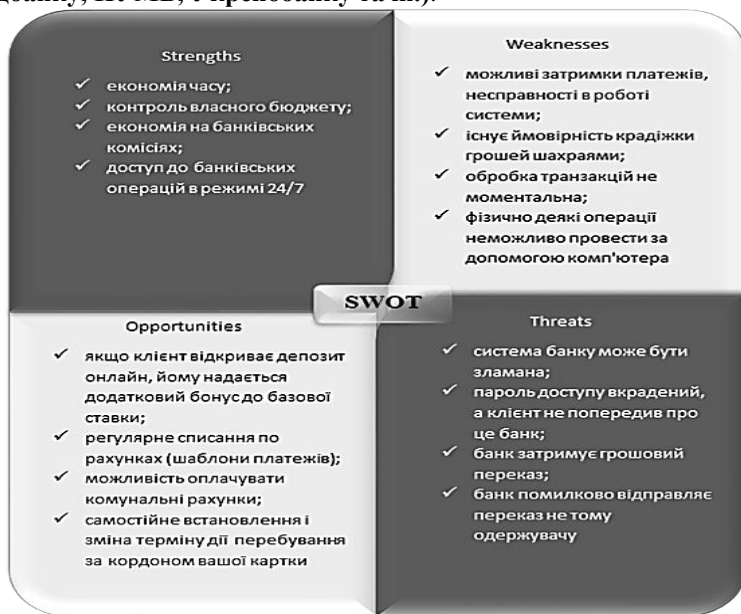 Strengths
економія часу;
контроль власного бюджету;
економія на банківських
комісіях;
доступ до банківських
операцій в режимі 24/7
Weaknesses
можливі затримки платежів,
несправності в роботі
системи;
існує ймовірність крадіжки
грошей шахраями;
обробка транзакцій не
моментальна;
фізично деякі операції
неможливо провести за
допомогою комп'ютера
SWOT
Opportunities
якщо клієнт відкриває депозит
онлайн, йому надається
додатковий бонус до базової
ставки;
регулярне списання по
рахунках (шаблони платежів);
можливість оплачувати
комунальні рахунки;
самостійне встановлення і
зміна терміну дії перебування
за кордоном вашої картки
Threats
система банку може бути
зламана;
пароль доступу вкрадений,
а клієнт не попередив про
це банк;
банк затримує грошовий
переказ;
банк помилково відправляє
переказ не тому
одержувачу